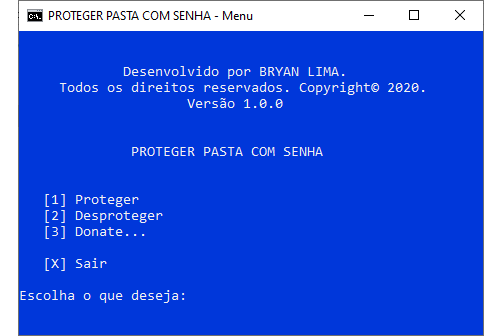 PROTEGER PASTA COM SENHA - Menu
Desenvolvido por BRYAN LIMA.
Todos os direitos reservados. Copyright© 2020.
Versão 1.0.0
PROTEGER PASTA COM SENHA
[1] Proteger
[2] Desproteger
[3] Donate...
[X] Sair
Escolha o que deseja: